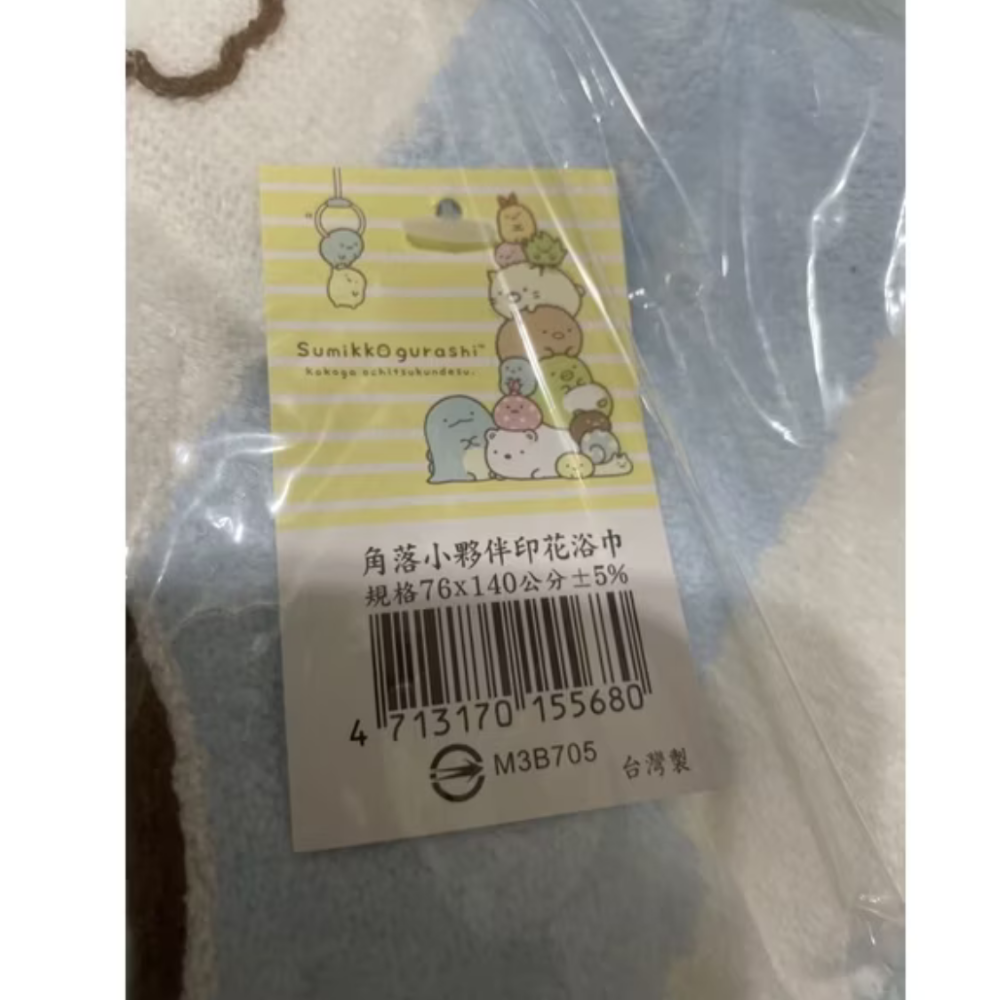 Sumikkogurashi™
Kokoga ochitsukundesu.
角落小夥伴印花浴巾
規格76x140公分±5%
4 713170 155680
M3B705
台灣製